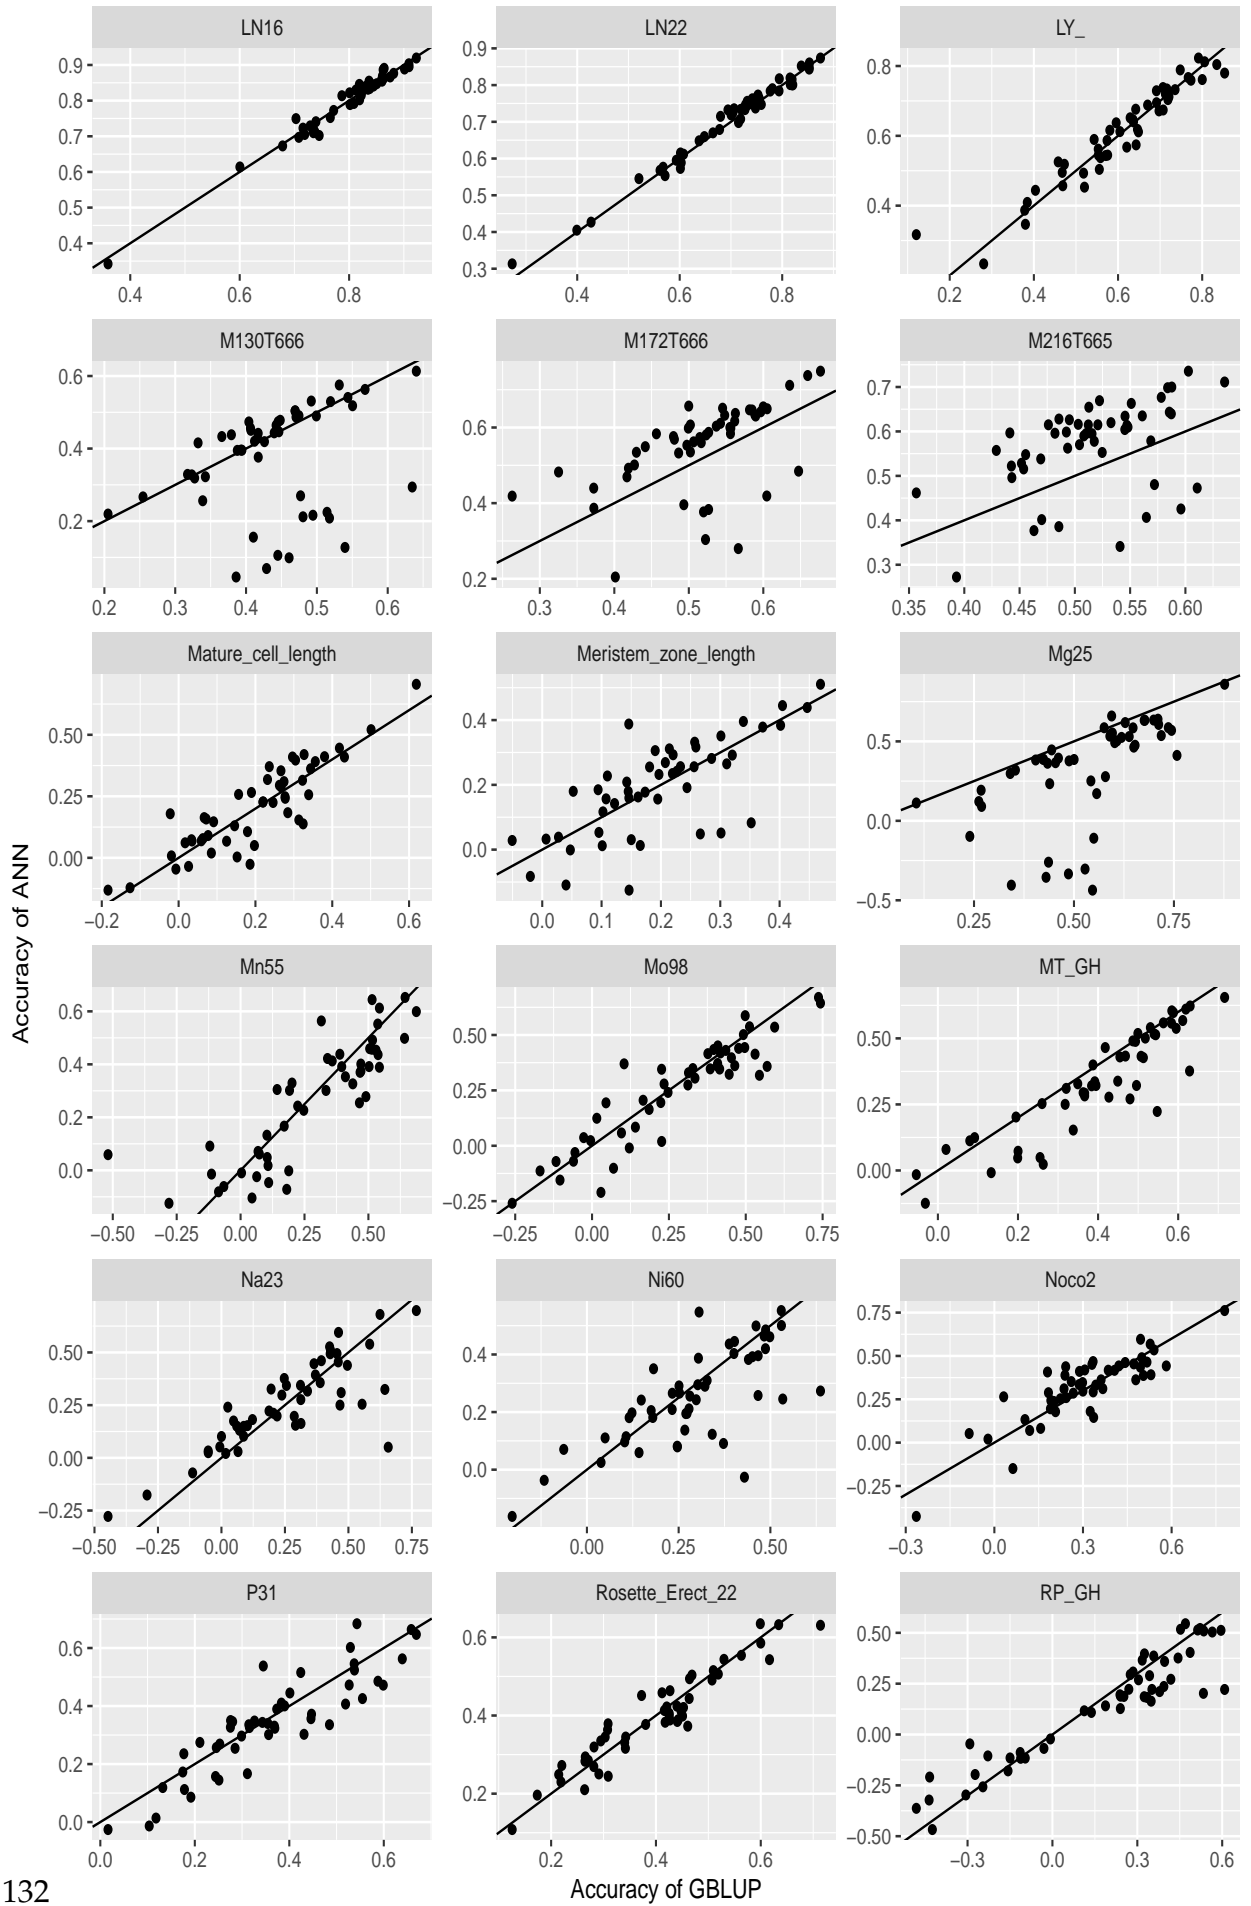 LN16 LN22 LY_
0.9 0.9 0.8
0.8 0.8
0.7 0.7 0.6
0.6 0.6
0.5 0.5 0.4
0.4 0.4
0.3
0.4 0.6 0.8 0.4 0.6 0.8 0.2 0.4 0.6 0.8
M130T666 M172T666 M216T665
0.6 0.6 0.7
0.6
0.4 0.4 0.5
0.4
0.2 0.2 0.3
0.2 0.3 0.4 0.5 0.6 0.3 0.4 0.5 0.6 0.35 0.40 0.45 0.50 0.55 0.60
Mature_cell_length Meristem_zone_length Mg25
0.50 0.4 0.5
0.25 0.2 0.0
0.00 0.0 −0.5
−0.2 0.0 0.2 0.4 0.6 0.0 0.1 0.2 0.3 0.4 0.25 0.50 0.75
Accuracy of ANN
Mn55 Mo98 MT_GH
0.6 0.50 0.50
0.4 0.25 0.25
0.2 0.00 0.00
0.0 −0.25
−0.50 −0.25 0.00 0.25 0.50 −0.25 0.00 0.25 0.50 0.75 0.0 0.2 0.4 0.6
Na23 Ni60 Noco2
0.50 0.4 0.75
0.25 0.2 0.50
0.00 0.0 0.25
−0.25 0.00
−0.25
−0.50 −0.25 0.00 0.25 0.50 0.75 0.00 0.25 0.50 −0.3 0.0 0.3 0.6
P31 Rosette_Erect_22 RP_GH
0.6 0.6 0.50
0.4 0.4 0.25
0.2 0.2 0.00
0.0 −0.25
−0.50
0.0 0.2 0.4 0.6 0.2 0.4 0.6 −0.3 0.0 0.3 0.6
Accuracy of GBLUP
132